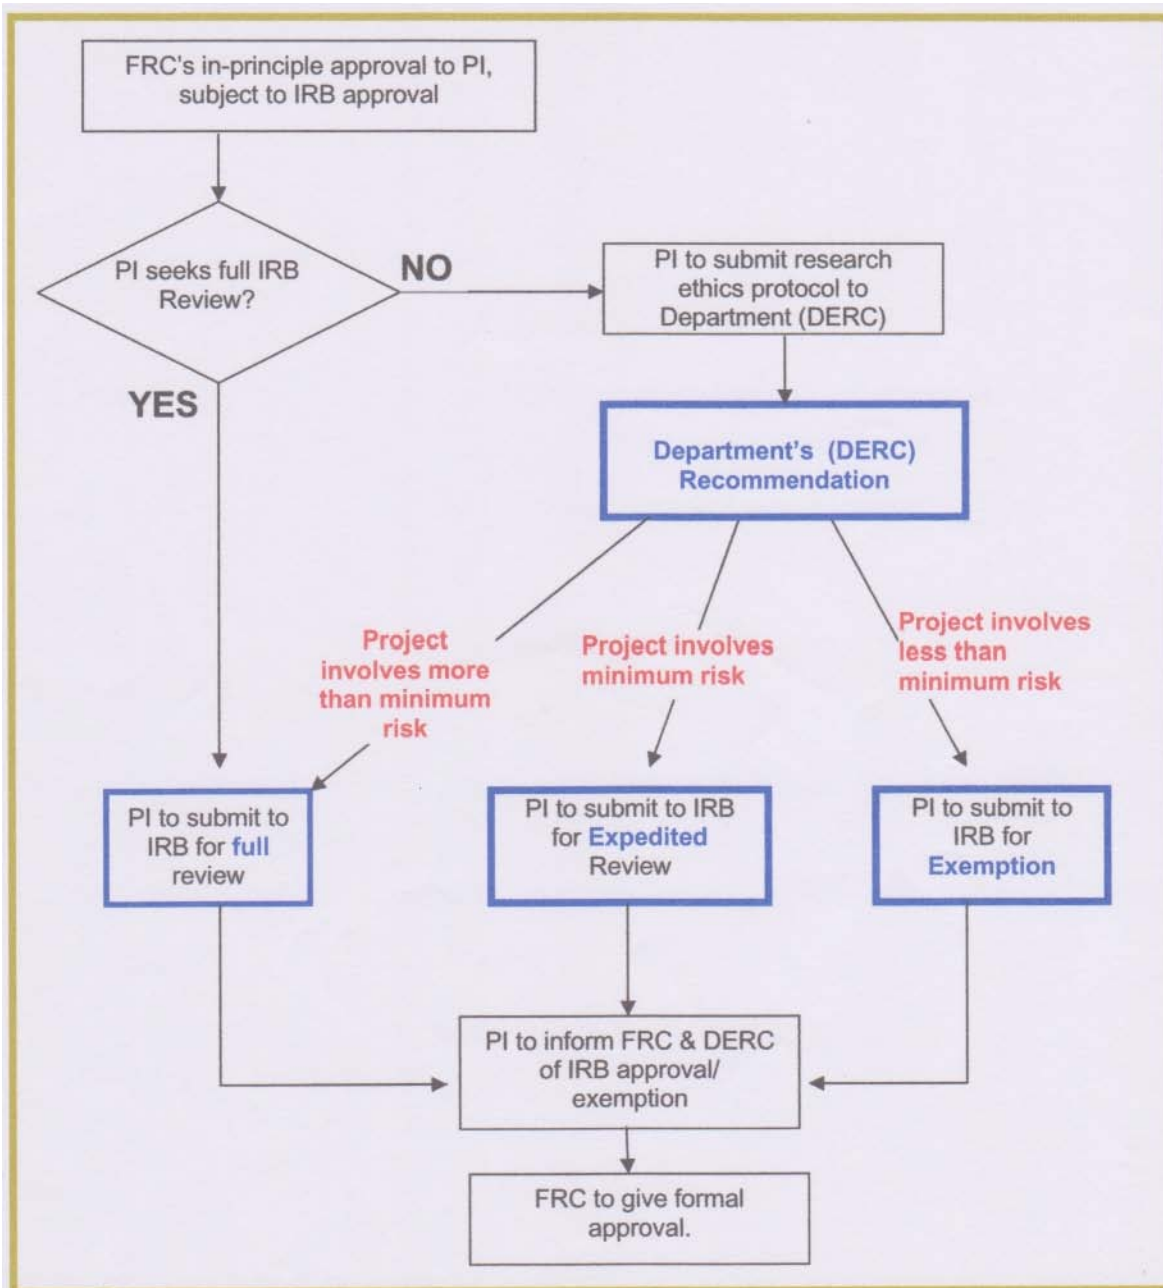 FRC's in-principle approval to PI,
subject to IRB approval
PI seeks full IRB
Review?
NO
PI to submit research
ethics protocol to
Department (DERC)
YES
Department's (DERC)
Recommendation
Project
involves more
than minimum
risk
Project involves
minimum risk
Project involves
less than
minimum risk
PI to submit to
IRB for full
review
PI to submit to IRB
for Expedited
Review
PI to submit to
IRB for
Exemption
PI to inform FRC & DERC
of IRB approval/
exemption
FRC to give formal
approval.